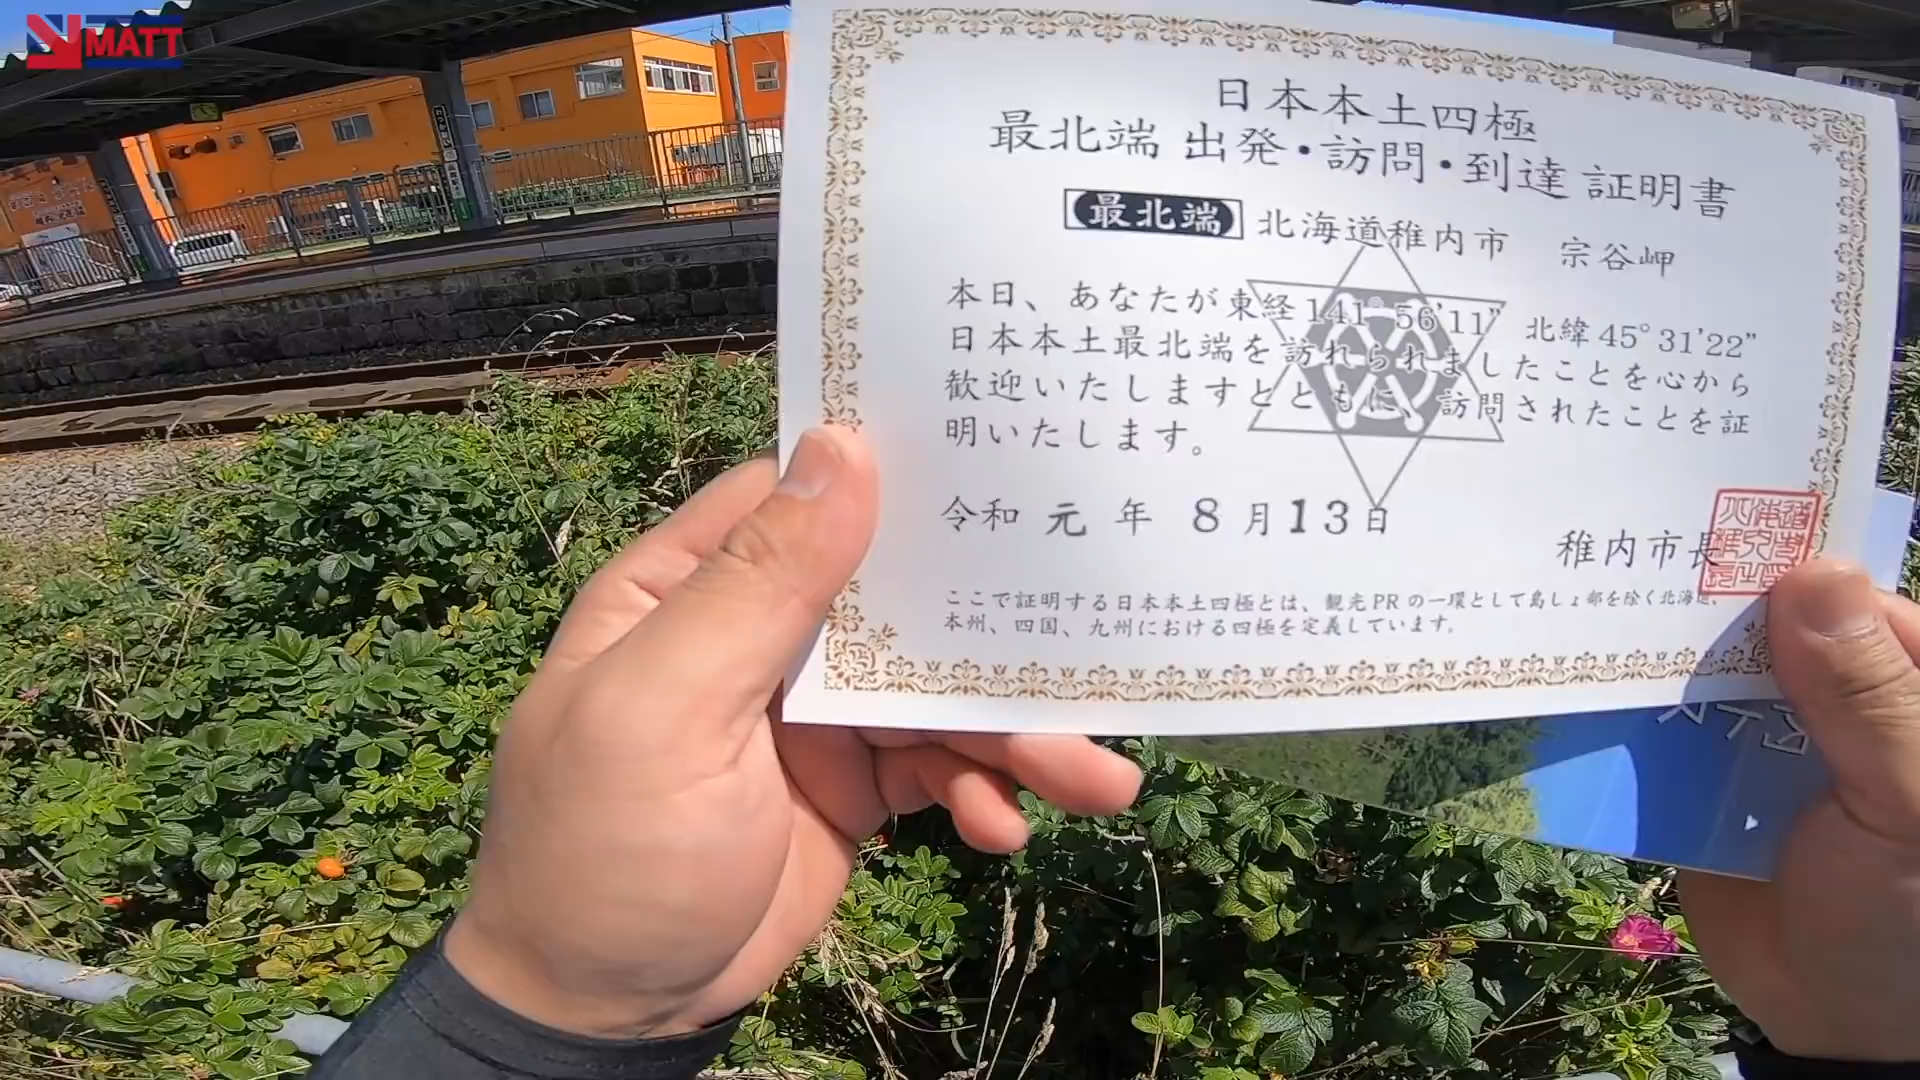 MATT
日本本土四極
最北端 出発・訪問・到達 証明書
最北端 北海道稚内市 宗谷岬
本日、あなたが東経141°56'11" 北緯45°31'22"
日本本土最北端を訪れられましたことを心から
歓迎いたしますとともに、訪問されたことを証
明いたします。
令和 元 年 8 月 13 日
稚内市長
ここで証明する日本本土四極とは、観光PRの一環として島しょ部を除く北海道、
本州、四国、九州における四極を定義しています。